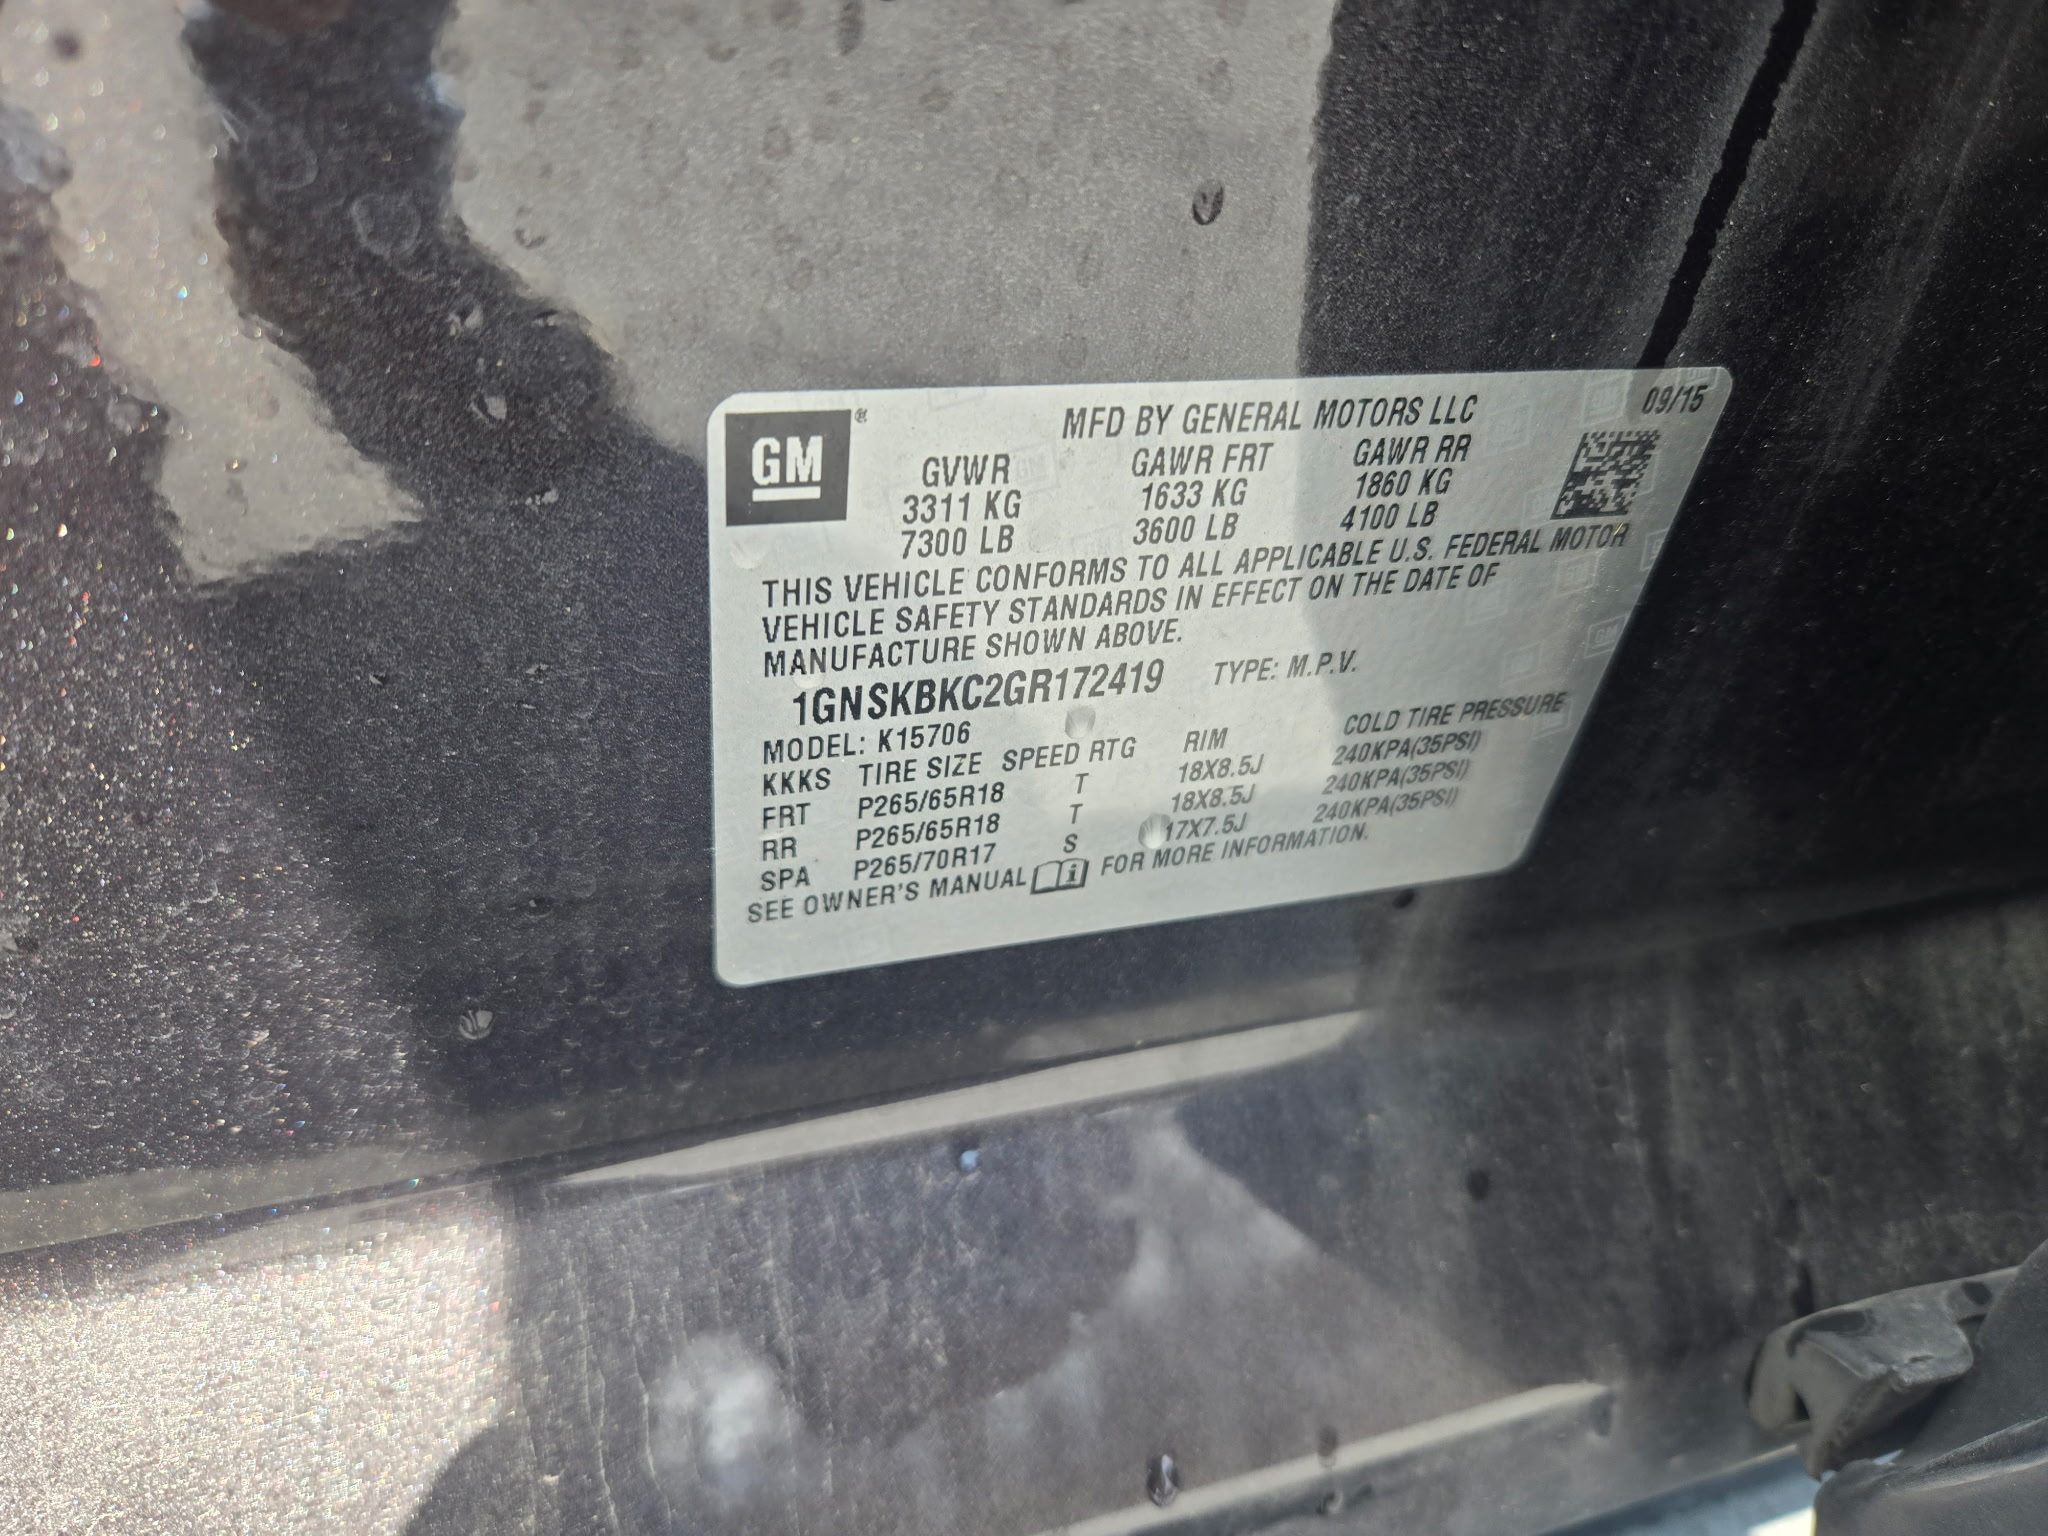 GM ®
MFD BY GENERAL MOTORS LLC
09/15
GVWR GAWR FRT GAWR RR
3311 KG 1633 KG 1860 KG
7300 LB 3600 LB 4100 LB
THIS VEHICLE CONFORMS TO ALL APPLICABLE U.S. FEDERAL MOTOR
VEHICLE SAFETY STANDARDS IN EFFECT ON THE DATE OF
MANUFACTURE SHOWN ABOVE.
1GNSKBKC2GR172419 TYPE: M.P.V.
MODEL: K15706
KKKS TIRE SIZE SPEED RTG RIM COLD TIRE PRESSURE
FRT P265/65R18 T 18X8.5J 240KPA(35PSI)
RR P265/65R18 T 18X8.5J 240KPA(35PSI)
SPA P265/70R17 S 17X7.5J 240KPA(35PSI)
SEE OWNER'S MANUAL i FOR MORE INFORMATION.